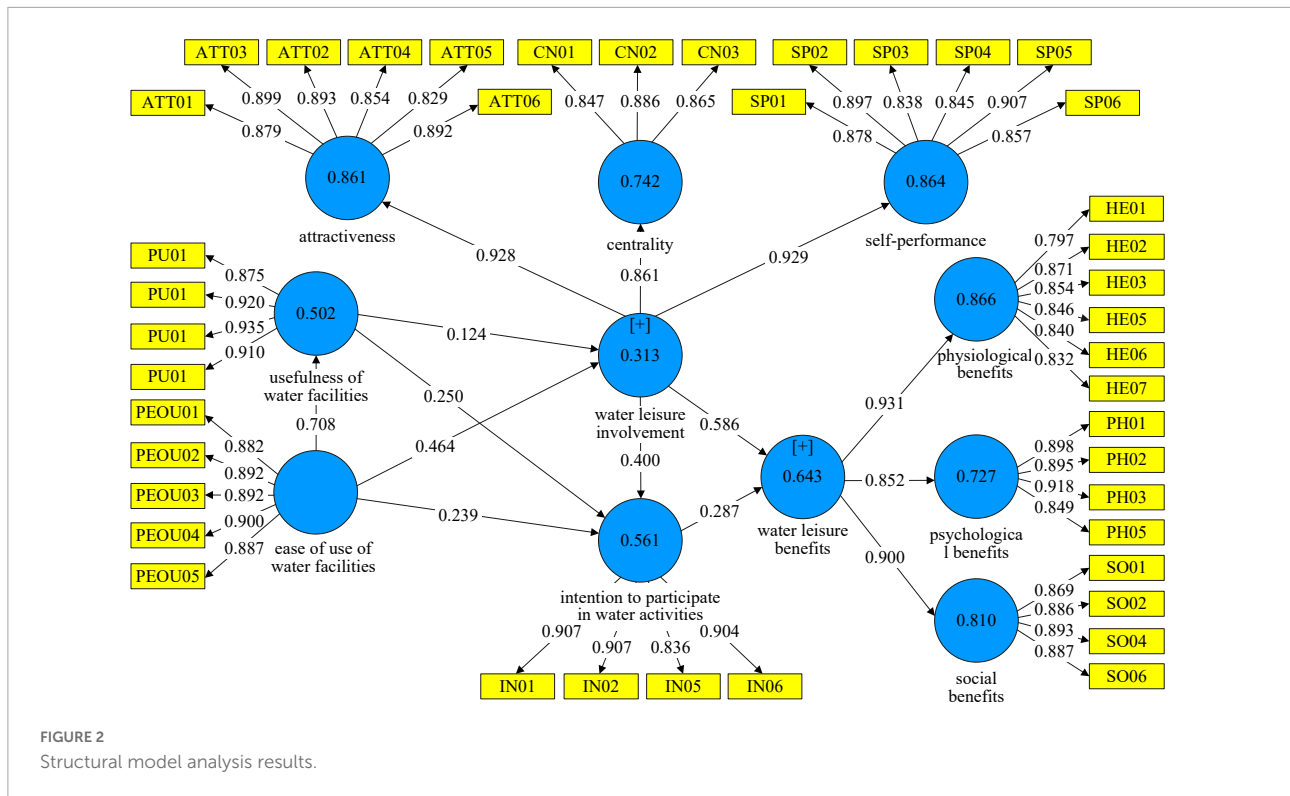 ATT03 ATT02 ATT04 ATT05 CN01 CN02 CN03 SP02 SP03 SP04 SP05
ATT01 0.899 0.893 0.854 0.829 ATT06 0.847 0.886 0.865 SP01 0.897 0.838 0.845 0.907 SP06
0.879 0.892 0.878 0.857
0.861 0.742 0.864
attractiveness centrality self-performance
HE01
0.797
HE02
0.871
HE03
0.854
HE05
0.846
HE06
0.840
HE07
0.832
0.866
physiological
benefits
0.928 0.861 0.929
PU01
0.875
PU01
0.920
PU01
0.935
PU01
0.910
0.502
usefulness of
water facilities
0.124
0.250
[+]
0.313
water leisure
involvement
0.708
0.464
0.400
0.586
0.931
PEOU01
0.882
PEOU02
0.892
PEOU03
0.892
PEOU04
0.900
PEOU05
0.887
ease of use of
water facilities
0.239
0.561
intention to participate
in water activities
0.287
[+]
0.643
water leisure
benefits
0.852
0.900
PH01
0.898
PH02
0.895
PH03
0.918
PH05
0.849
0.727
psychologica
l benefits
SO01
0.869
SO02
0.886
SO04
0.893
SO06
0.887
0.810
social
benefits
0.907 0.907 0.836 0.904
IN01 IN02 IN05 IN06
FIGURE 2
Structural model analysis results.